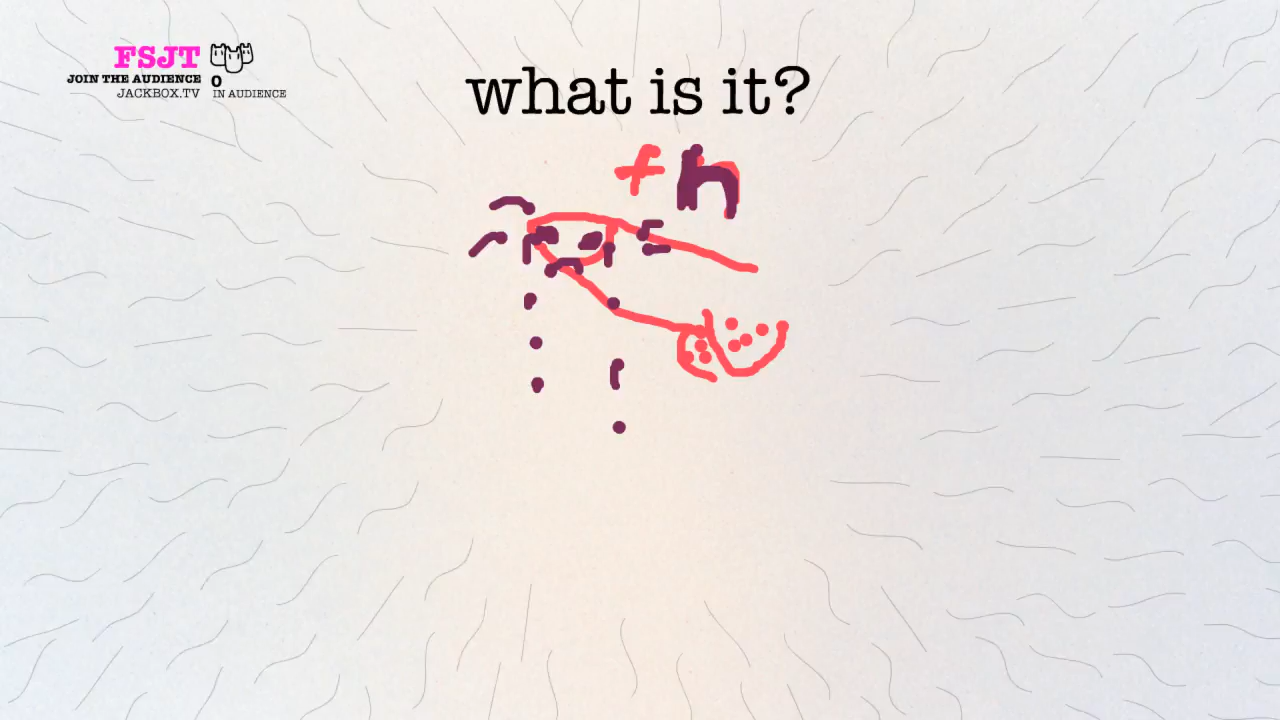 FSJT
JOIN THE AUDIENCE 0
JACKBOX.TV IN AUDIENCE
what is it?
+h